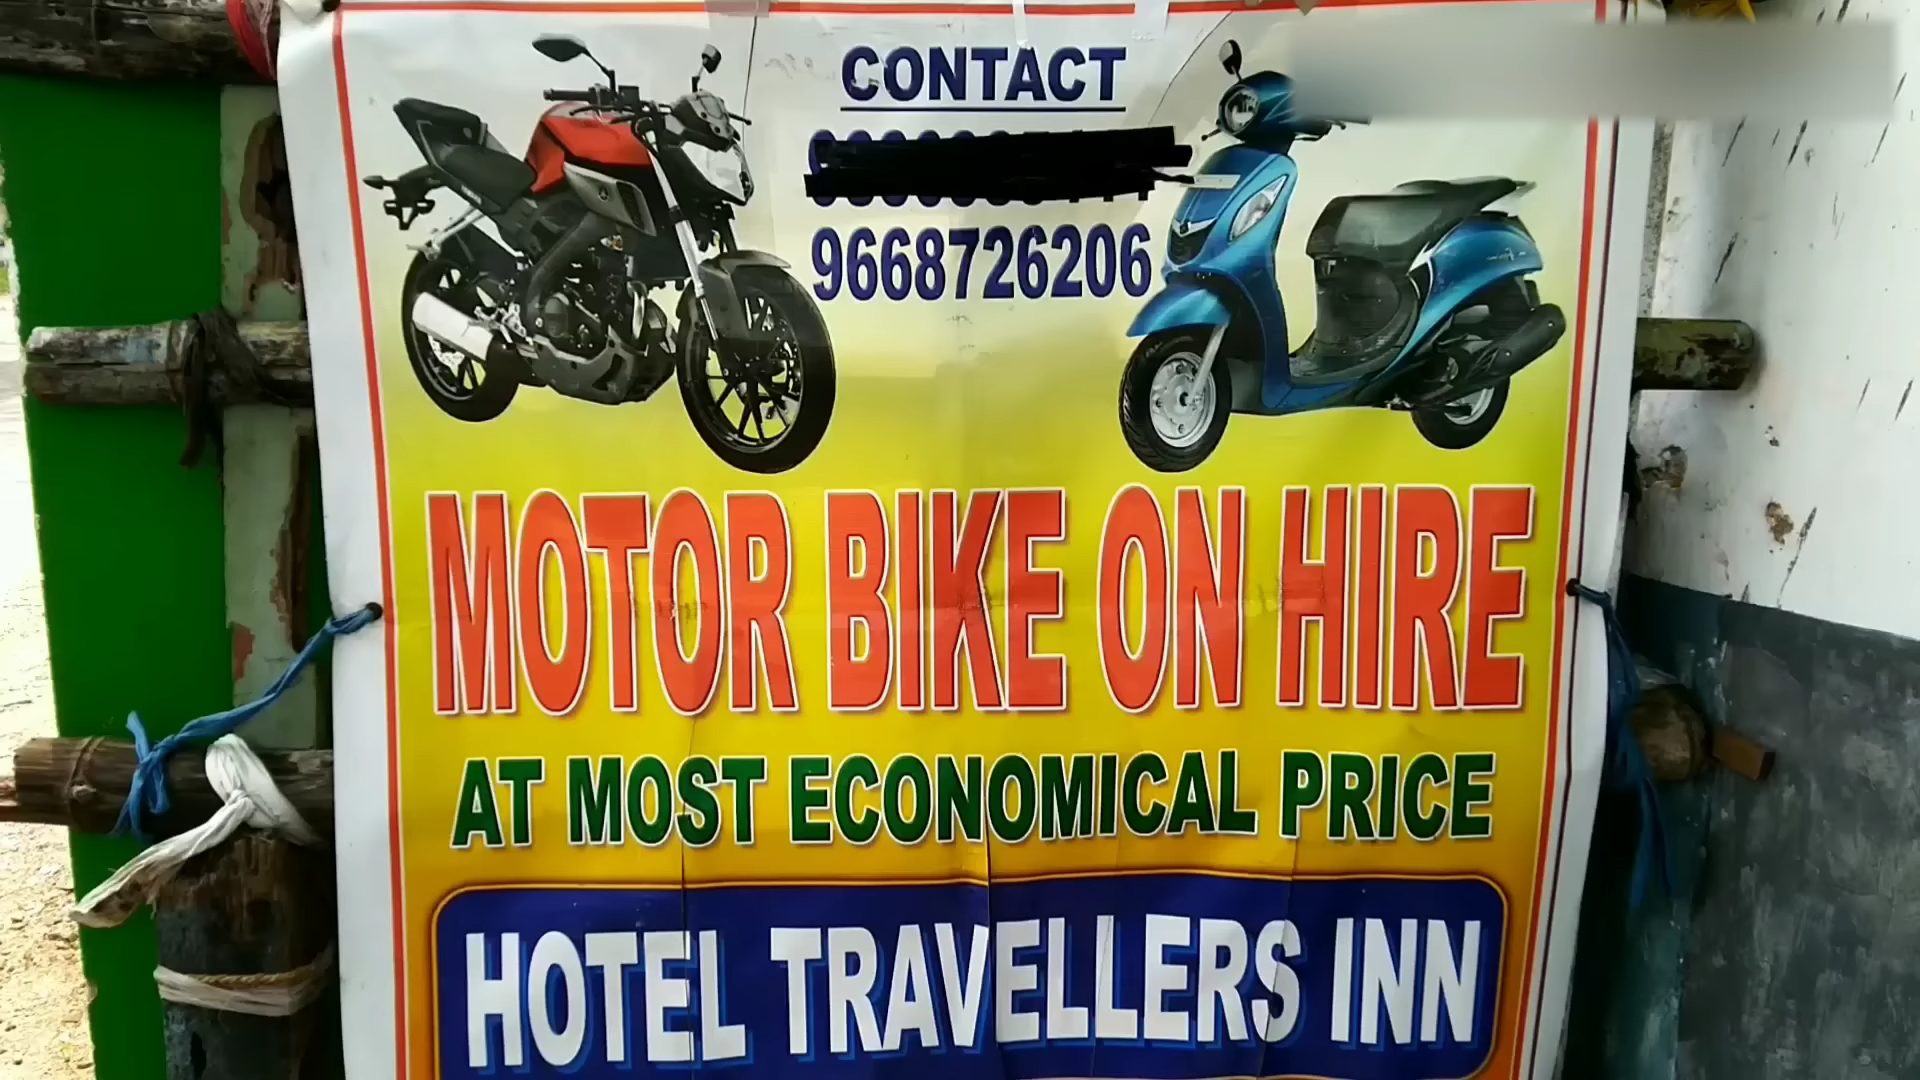 CONTACT
9668726206
MOTOR BIKE ON HIRE
AT MOST ECONOMICAL PRICE
HOTEL TRAVELLERS INN